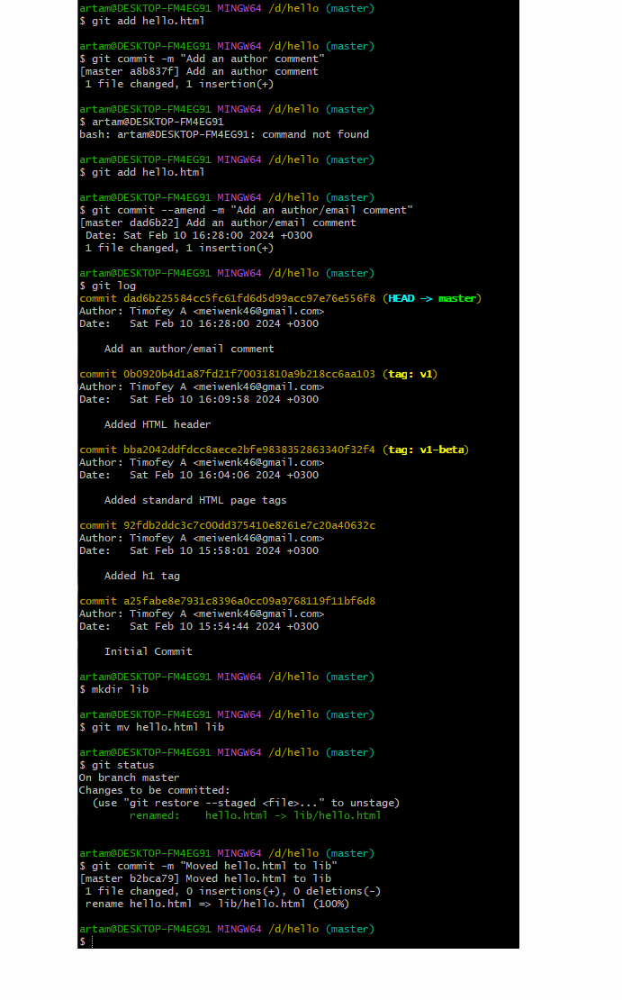 artam@DESKTOP-FM4EG91 MINGW64 /d/hello (master)
$ git add hello.html
artam@DESKTOP-FM4EG91 MINGW64 /d/hello (master)
$ git commit -m "Add an author comment"
[master a8b837f] Add an author comment
 1 file changed, 1 insertion(+)
artam@DESKTOP-FM4EG91 MINGW64 /d/hello (master)
$ artam@DESKTOP-FM4EG91
bash: artam@DESKTOP-FM4EG91: command not found
artam@DESKTOP-FM4EG91 MINGW64 /d/hello (master)
$ git add hello.html
artam@DESKTOP-FM4EG91 MINGW64 /d/hello (master)
$ git commit --amend -m "Add an author/email comment"
[master dad6b22] Add an author/email comment
 Date: Sat Feb 10 16:28:00 2024 +0300
 1 file changed, 1 insertion(+)
artam@DESKTOP-FM4EG91 MINGW64 /d/hello (master)
$ git log
commit dad6b225584cc5fc61fd6d5d99acc97e76e556f8 (HEAD -> master)
Author: Timofey A <meiwenk46@gmail.com>
Date:   Sat Feb 10 16:28:00 2024 +0300
    Add an author/email comment
commit 0b0920b4d1a87fd21f70031810a9b218cc6aa103 (tag: v1)
Author: Timofey A <meiwenk46@gmail.com>
Date:   Sat Feb 10 16:09:58 2024 +0300
    Added HTML header
commit bba2042ddfdcc8aece2bfe9838352863340f32f4 (tag: v1-beta)
Author: Timofey A <meiwenk46@gmail.com>
Date:   Sat Feb 10 16:04:06 2024 +0300
    Added standard HTML page tags
commit 92fdb2ddc3c7c00dd375410e8261e7c20a40632c
Author: Timofey A <meiwenk46@gmail.com>
Date:   Sat Feb 10 15:58:01 2024 +0300
    Added h1 tag
commit a25fabe8e7931c8396a0cc09a9768119f11bf6d8
Author: Timofey A <meiwenk46@gmail.com>
Date:   Sat Feb 10 15:54:44 2024 +0300
    Initial Commit
artam@DESKTOP-FM4EG91 MINGW64 /d/hello (master)
$ mkdir lib
artam@DESKTOP-FM4EG91 MINGW64 /d/hello (master)
$ git mv hello.html lib
artam@DESKTOP-FM4EG91 MINGW64 /d/hello (master)
$ git status
On branch master
Changes to be committed:
  (use "git restore --staged <file>..." to unstage)
        renamed:    hello.html -> lib/hello.html
artam@DESKTOP-FM4EG91 MINGW64 /d/hello (master)
$ git commit -m "Moved hello.html to lib"
[master b2bca79] Moved hello.html to lib
 1 file changed, 0 insertions(+), 0 deletions(-)
 rename hello.html => lib/hello.html (100%)
artam@DESKTOP-FM4EG91 MINGW64 /d/hello (master)
$